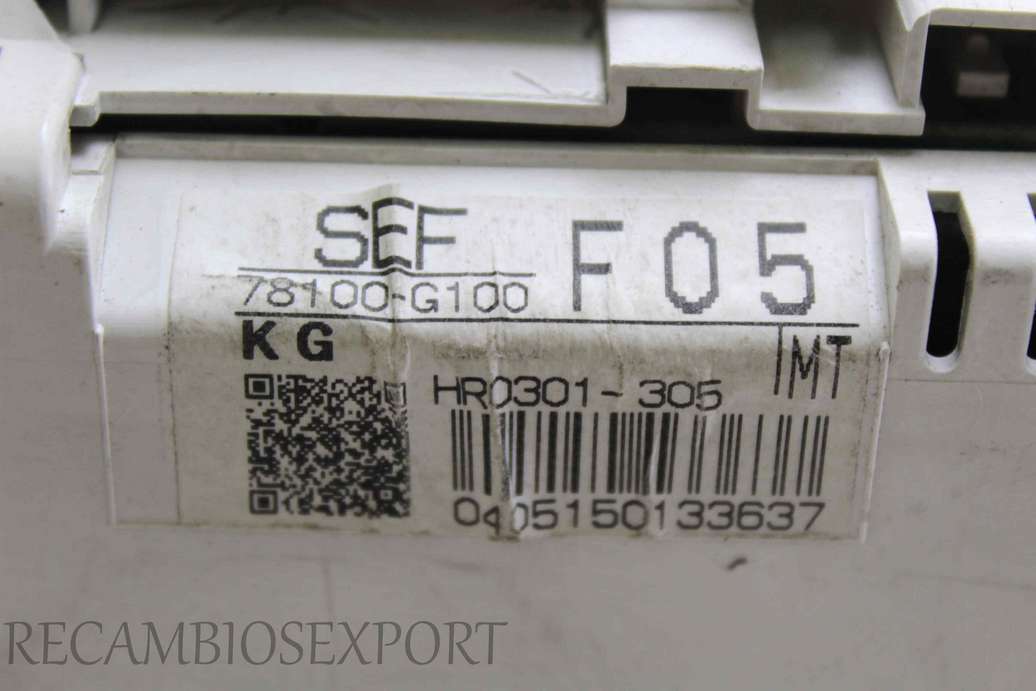 SEF F05
78100-G100
KG MT
HR0301-305
0405150133637
RECAMBIOSEXPORT